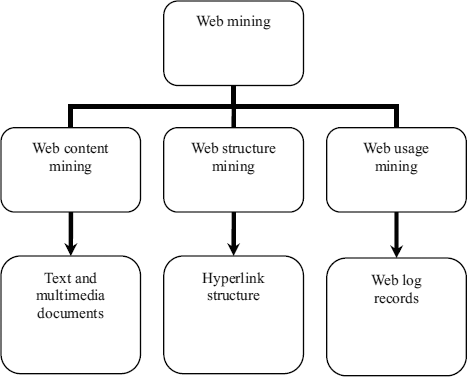 Web mining
Web content
mining
Web structure
mining
Web usage
mining
Text and
multimedia
documents
Hyperlink
structure
Web log
records